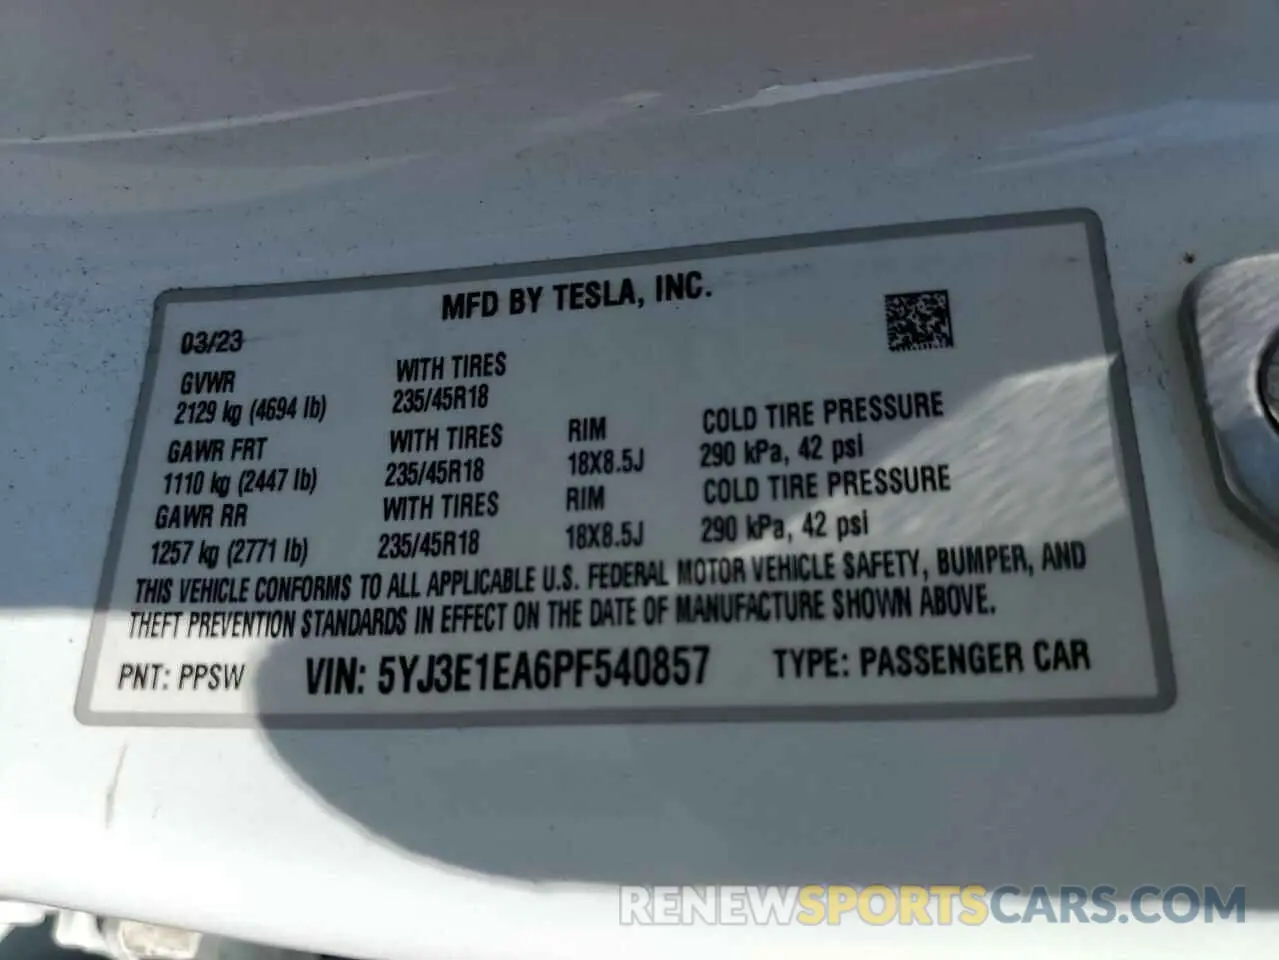 MFD BY TESLA, INC.
03/23
GVWR WITH TIRES
2129 kg (4694 lb) 235/45R18
GAWR FRT WITH TIRES RIM COLD TIRE PRESSURE
1110 kg (2447 lb) 235/45R18 18X8.5J 290 kPa, 42 psi
GAWR RR WITH TIRES RIM COLD TIRE PRESSURE
1257 kg (2771 lb) 235/45R18 18X8.5J 290 kPa, 42 psi
THIS VEHICLE CONFORMS TO ALL APPLICABLE U.S. FEDERAL MOTOR VEHICLE SAFETY, BUMPER, AND
THEFT PREVENTION STANDARDS IN EFFECT ON THE DATE OF MANUFACTURE SHOWN ABOVE.
PNT: PPSW VIN: 5YJ3E1EA6PF540857 TYPE: PASSENGER CAR
RENEWSPORTSCARS.COM